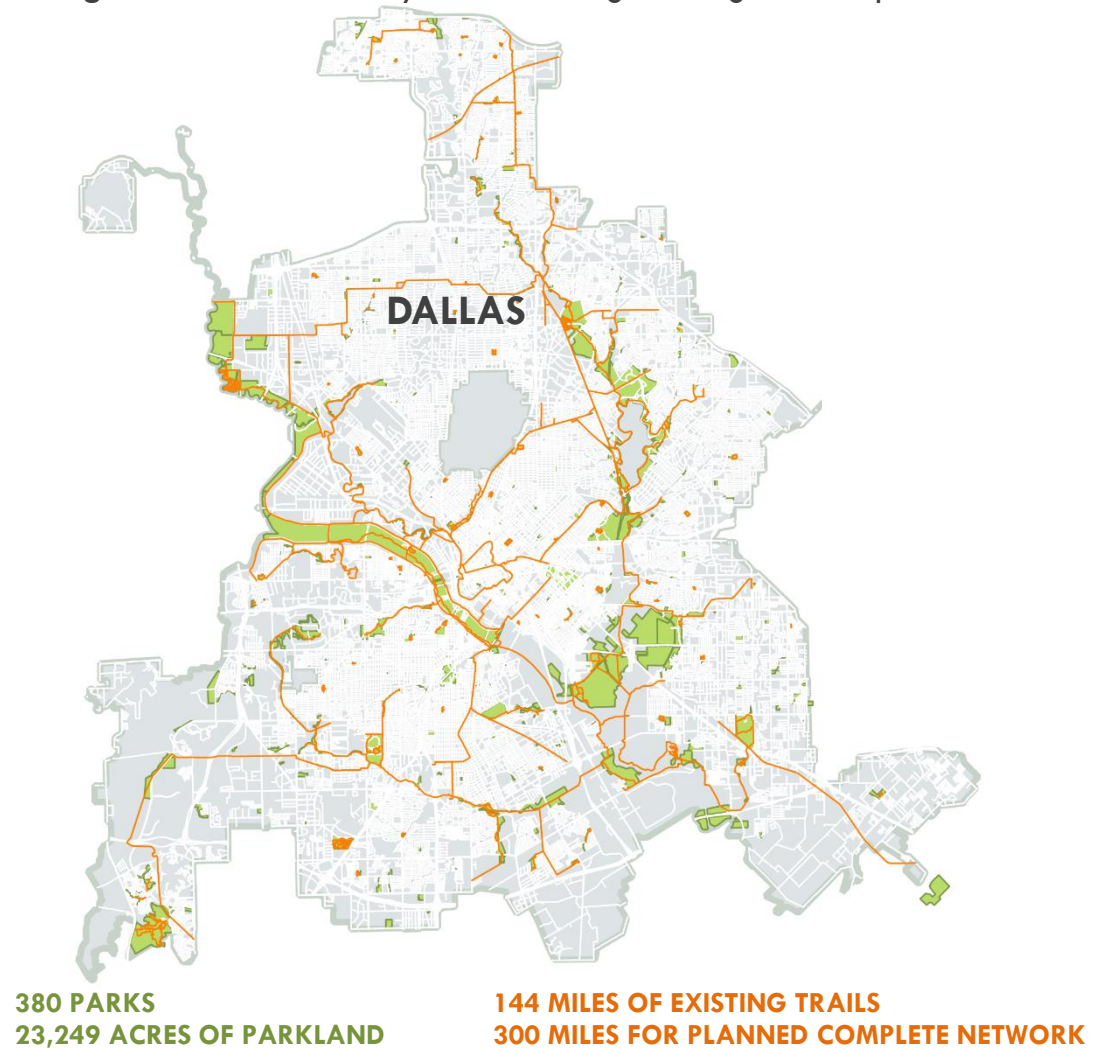 DALLAS
380 PARKS
23,249 ACRES OF PARKLAND
144 MILES OF EXISTING TRAILS
300 MILES FOR PLANNED COMPLETE NETWORK